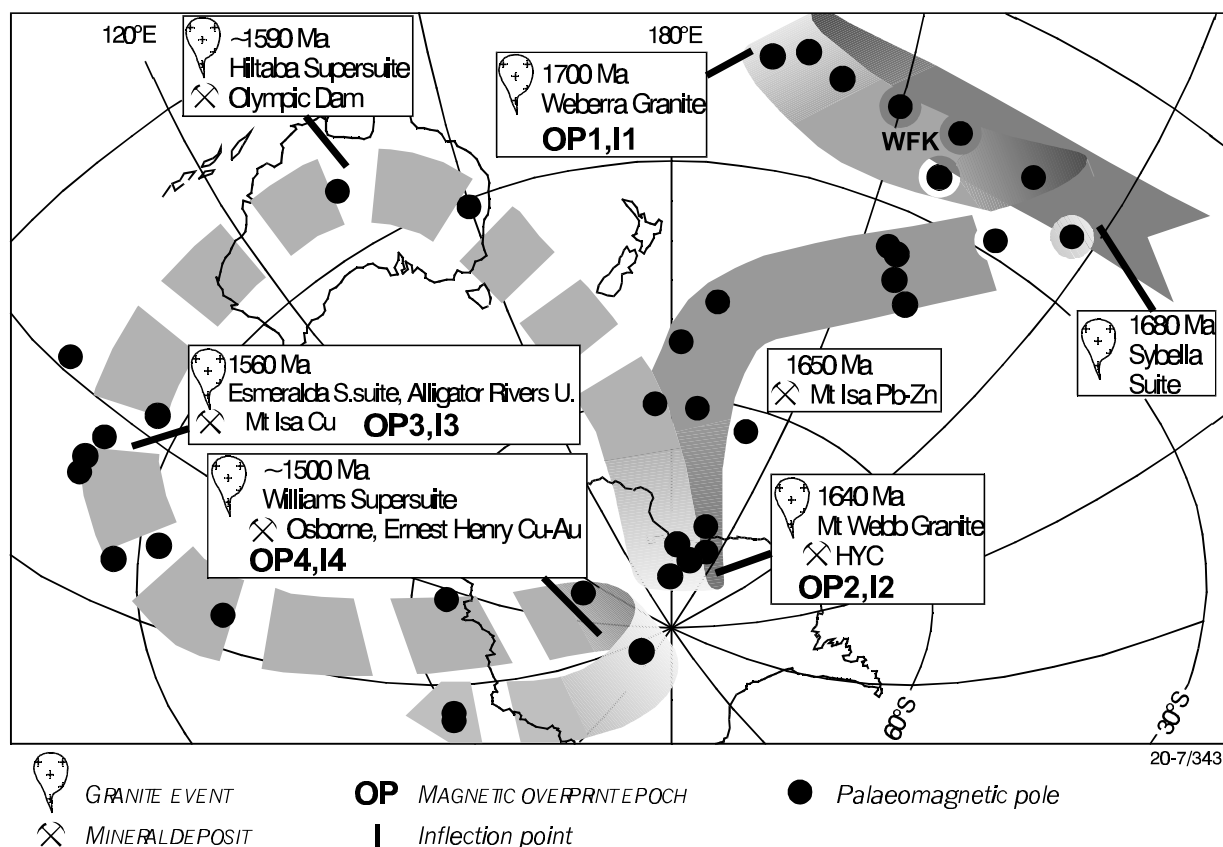 120°E
180°E
~1590 Ma
Hiltaba Supersuite
Olympic Dam
1700 Ma
Weberra Granite
OP1,I1
WFK
1680 Ma
Sybella
Suite
1650 Ma
Mt Isa Pb-Zn
1560 Ma
Esmeralda S.suite, Alligator Rivers U.
Mt Isa Cu OP3,I3
~1500 Ma
Williams Supersuite
Osborne, Ernest Henry Cu-Au
OP4,I4
1640 Ma
Mt Webb Granite
HYC
OP2,I2
60°S
30°S
20-7/343
GRANITE EVENT
OP MAGNETIC OVERPRINT EPOCH
Palaeomagnetic pole
MINERAL DEPOSIT
Inflection point